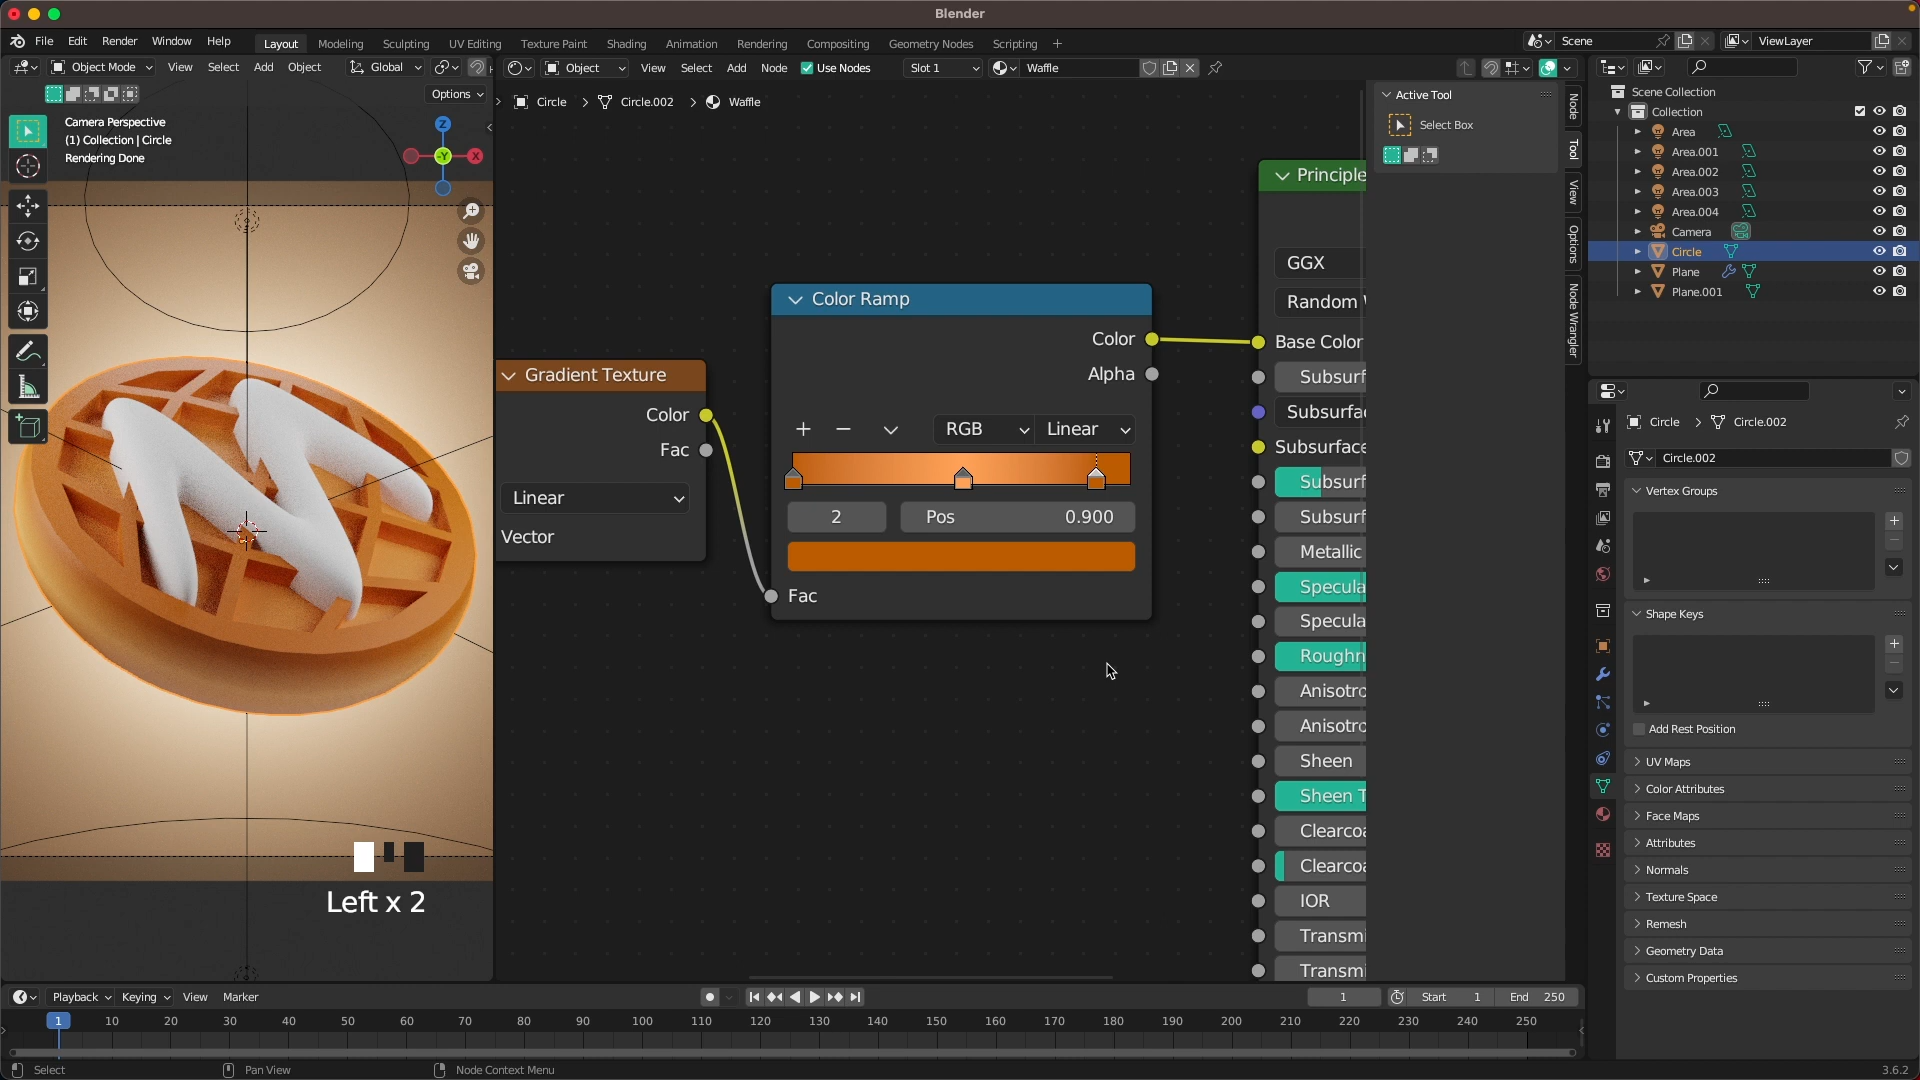 Blender
File Edit Render Window Help Layout Modeling Sculpting UV Editing Texture Paint Shading Animation Rendering Compositing Geometry Nodes Scripting + Scene ViewLayer
Object Mode View Select Add Object Global Object View Select Add Node Use Nodes Slot 1 Waffle
Options
Circle > Circle.002 > Waffle
Camera Perspective
(1) Collection | Circle
Rendering Done
Z
-Y X
Left x 2
Gradient Texture
Color
Fac
Linear
Vector
Color Ramp
Color
Alpha
+ − RGB Linear
2 Pos 0.900
Fac
Principle
GGX
Random
Base Color
Subsurf
Subsurfa
Subsurface
Subsurf
Subsurf
Metallic
Specula
Specula
Roughn
Anisotro
Anisotro
Sheen
Sheen T
Clearcoa
Clearcoa
IOR
Transmi
Transmi
Active Tool
Select Box
Node
Tool
View
Options
Node Wrangler
Scene Collection
Collection
Area
Area.001
Area.002
Area.003
Area.004
Camera
Circle
Plane
Plane.001
Circle > Circle.002
Circle.002
Vertex Groups
Shape Keys
Add Rest Position
UV Maps
Color Attributes
Face Maps
Attributes
Normals
Texture Space
Remesh
Geometry Data
Custom Properties
Playback Keying View Marker 1 Start 1 End 250
1 10 20 30 40 50 60 70 80 90 100 110 120 130 140 150 160 170 180 190 200 210 220 230 240 250
Select Pan View Node Context Menu 3.6.2